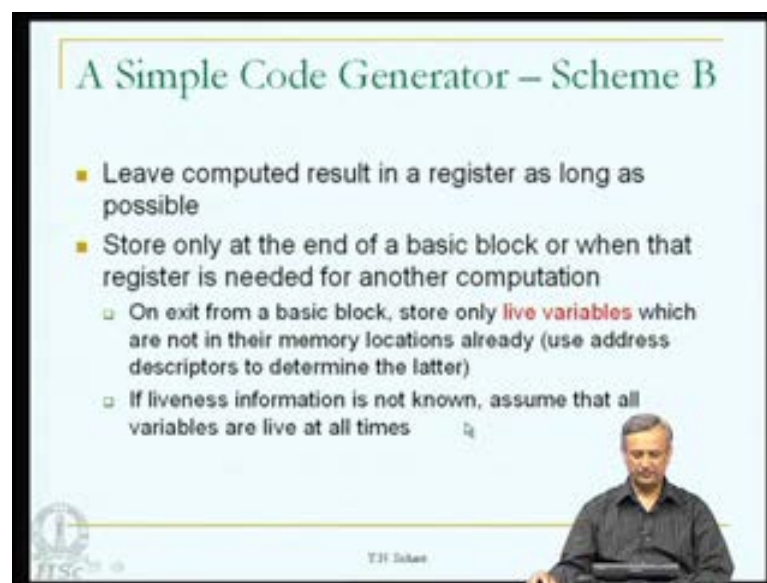 A Simple Code Generator – Scheme B
Leave computed result in a register as long as
possible
Store only at the end of a basic block or when that
register is needed for another computation
On exit from a basic block, store only live variables which
are not in their memory locations already (use address
descriptors to determine the latter)
If liveness information is not known, assume that all
variables are live at all times
Y.N.